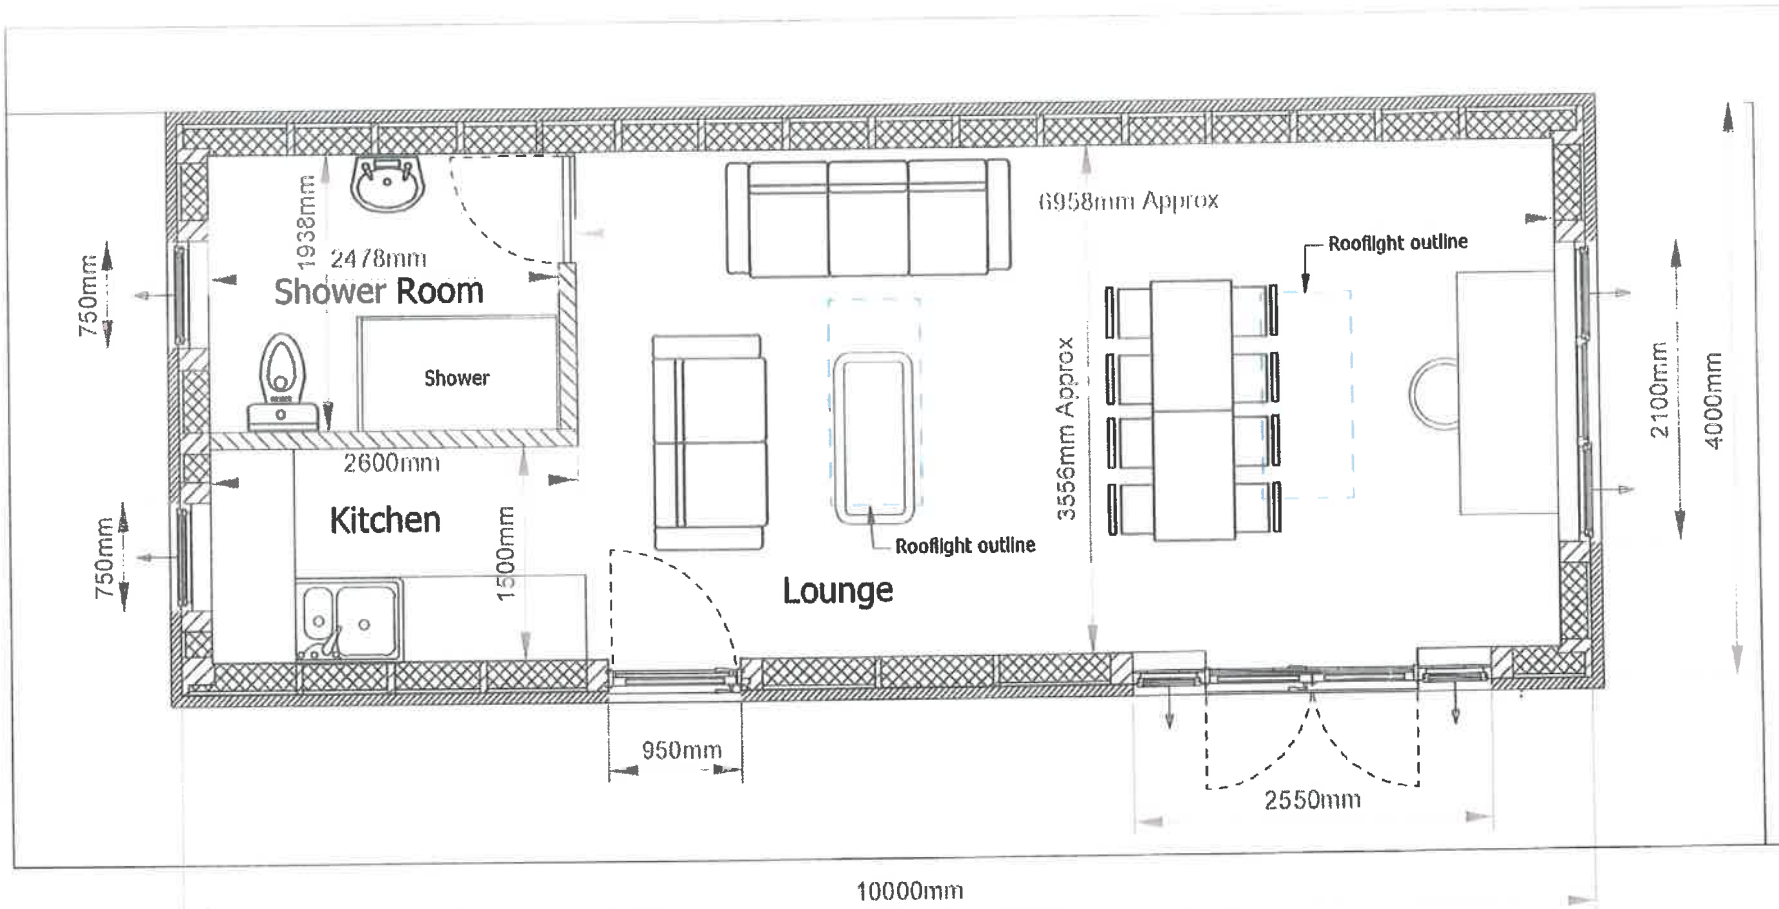 6958mm Approx
Rooflight outline
1938mm
2478mm
Shower Room
750mm
Shower
3556mm Approx
2100mm
4000mm
2600mm
Kitchen
1500mm
750mm
Rooflight outline
Lounge
950mm
2550mm
10000mm